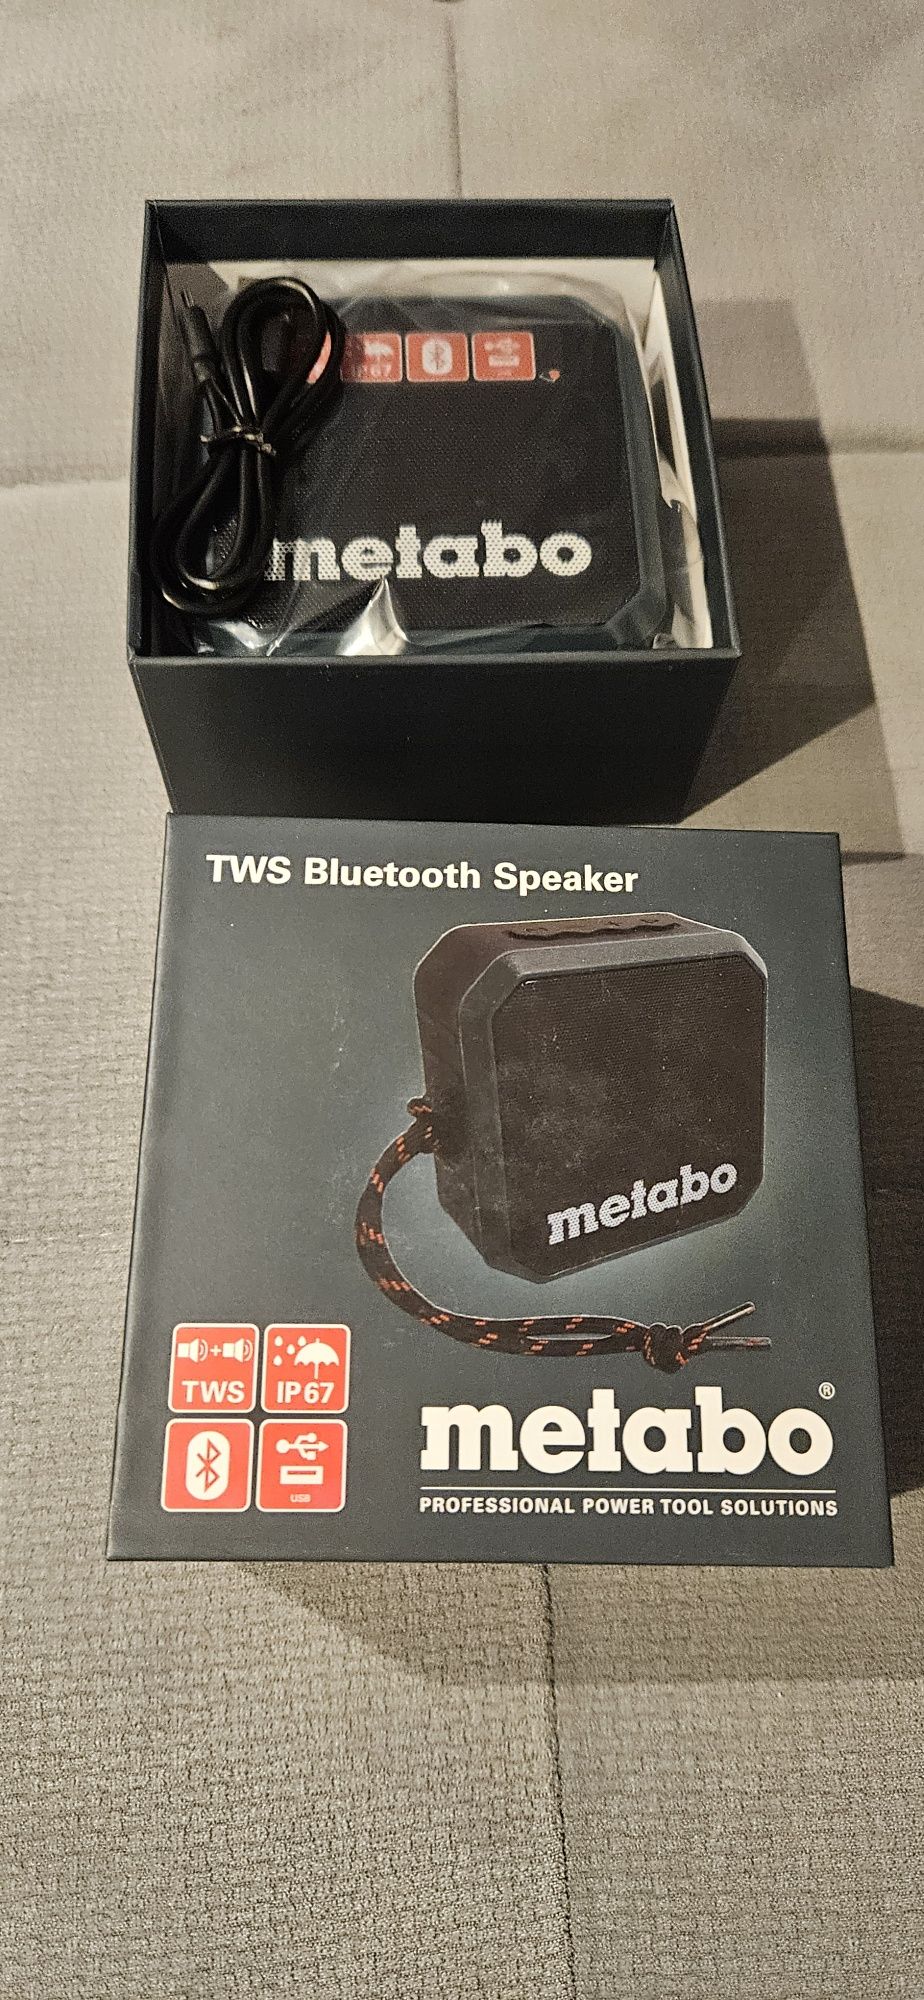 IP67
metabo
TWS Bluetooth Speaker
metabo
TWS
IP67
USB
metabo®
PROFESSIONAL POWER TOOL SOLUTIONS